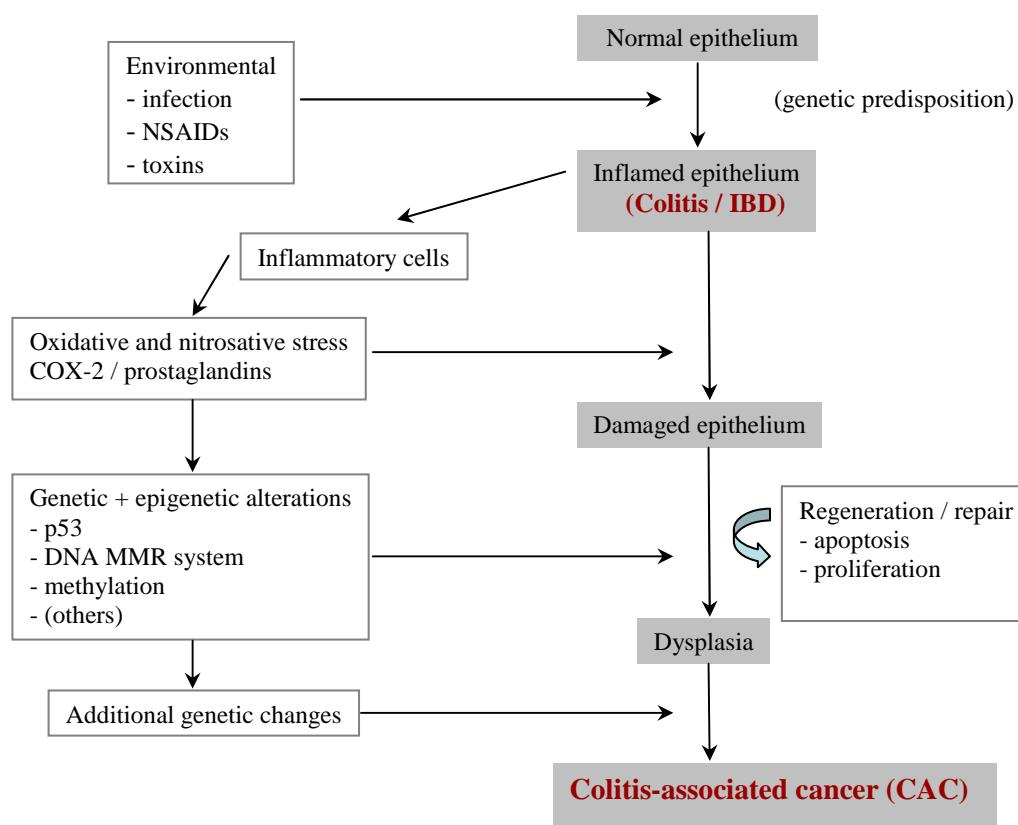 Normal epithelium
Environmental
- infection
- NSAIDs
- toxins
(genetic predisposition)
Inflamed epithelium
(Colitis / IBD)
Inflammatory cells
Oxidative and nitrosative stress
COX-2 / prostaglandins
Damaged epithelium
Genetic + epigenetic alterations
- p53
- DNA MMR system
- methylation
- (others)
Regeneration / repair
- apoptosis
- proliferation
Dysplasia
Additional genetic changes
Colitis-associated cancer (CAC)